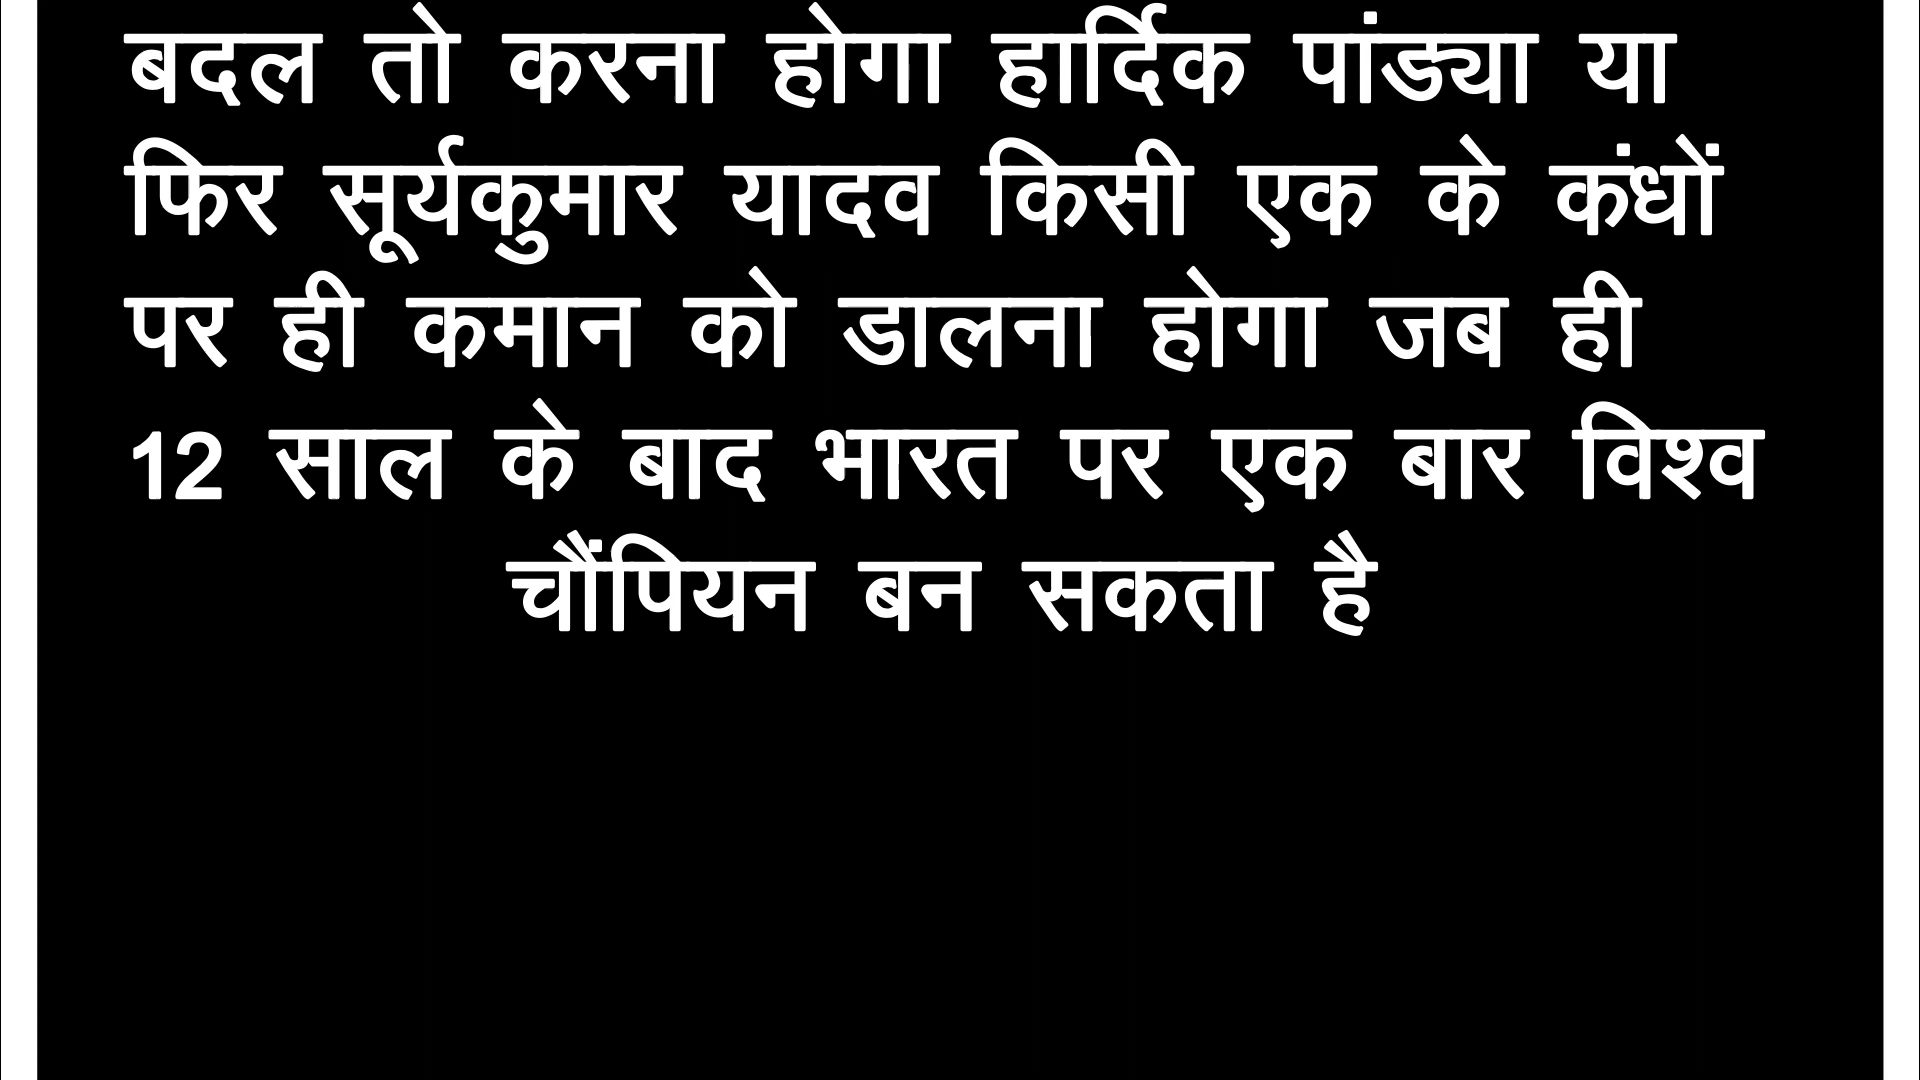 बदल तो करना होगा हार्दिक पांड्या या
फिर सूर्यकुमार यादव किसी एक के कंधों
पर ही कमान को डालना होगा जब ही
12 साल के बाद भारत पर एक बार विश्व
चौंपियन बन सकता है